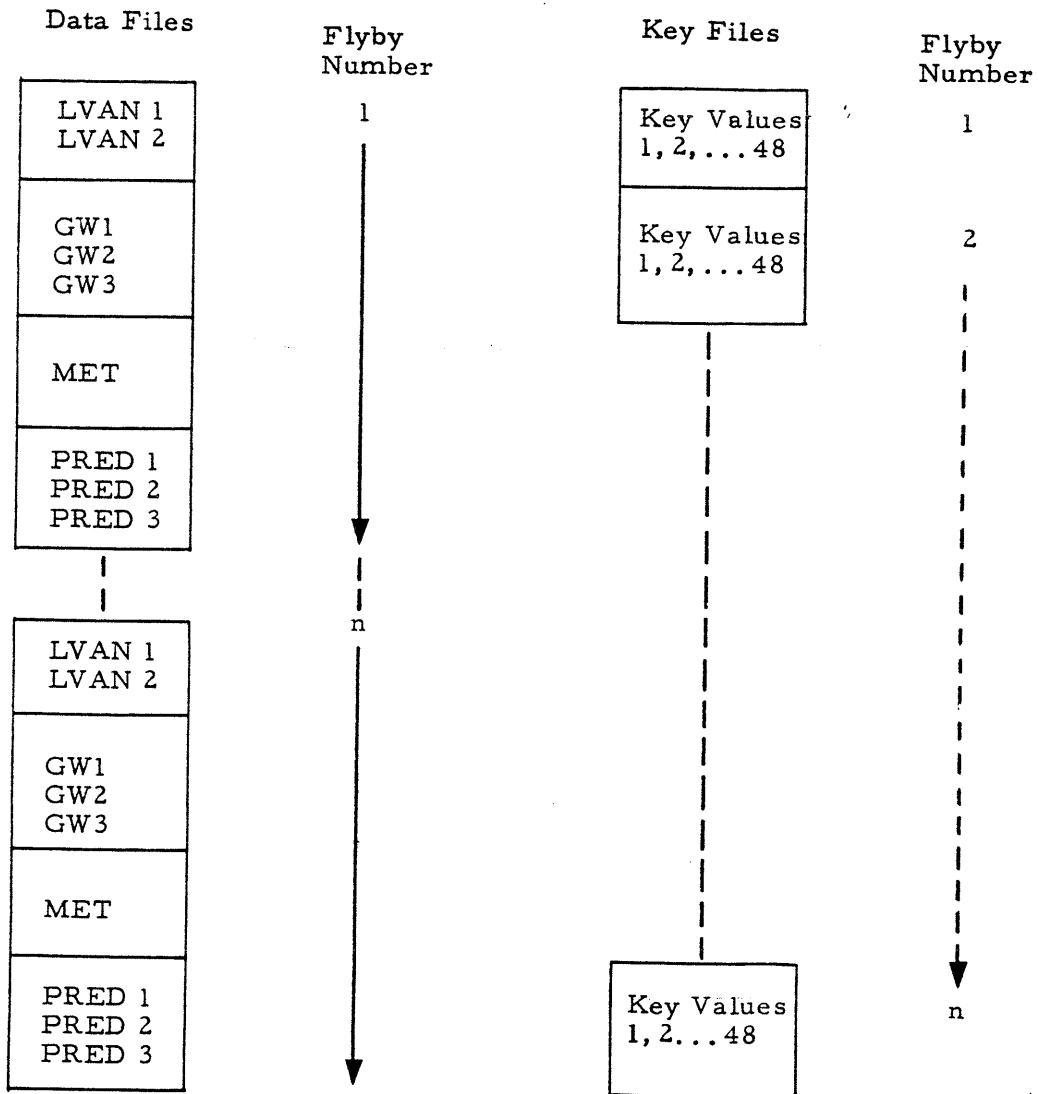 Data Files
Flyby
Number
LVAN 1
LVAN 2
1
GW1
GW2
GW3
MET
PRED 1
PRED 2
PRED 3
n
LVAN 1
LVAN 2
GW1
GW2
GW3
MET
PRED 1
PRED 2
PRED 3
Key Files
Flyby
Number
Key Values
1, 2, . . . 48
1
Key Values
1, 2, . . . 48
2
Key Values
1, 2. . . 48
n